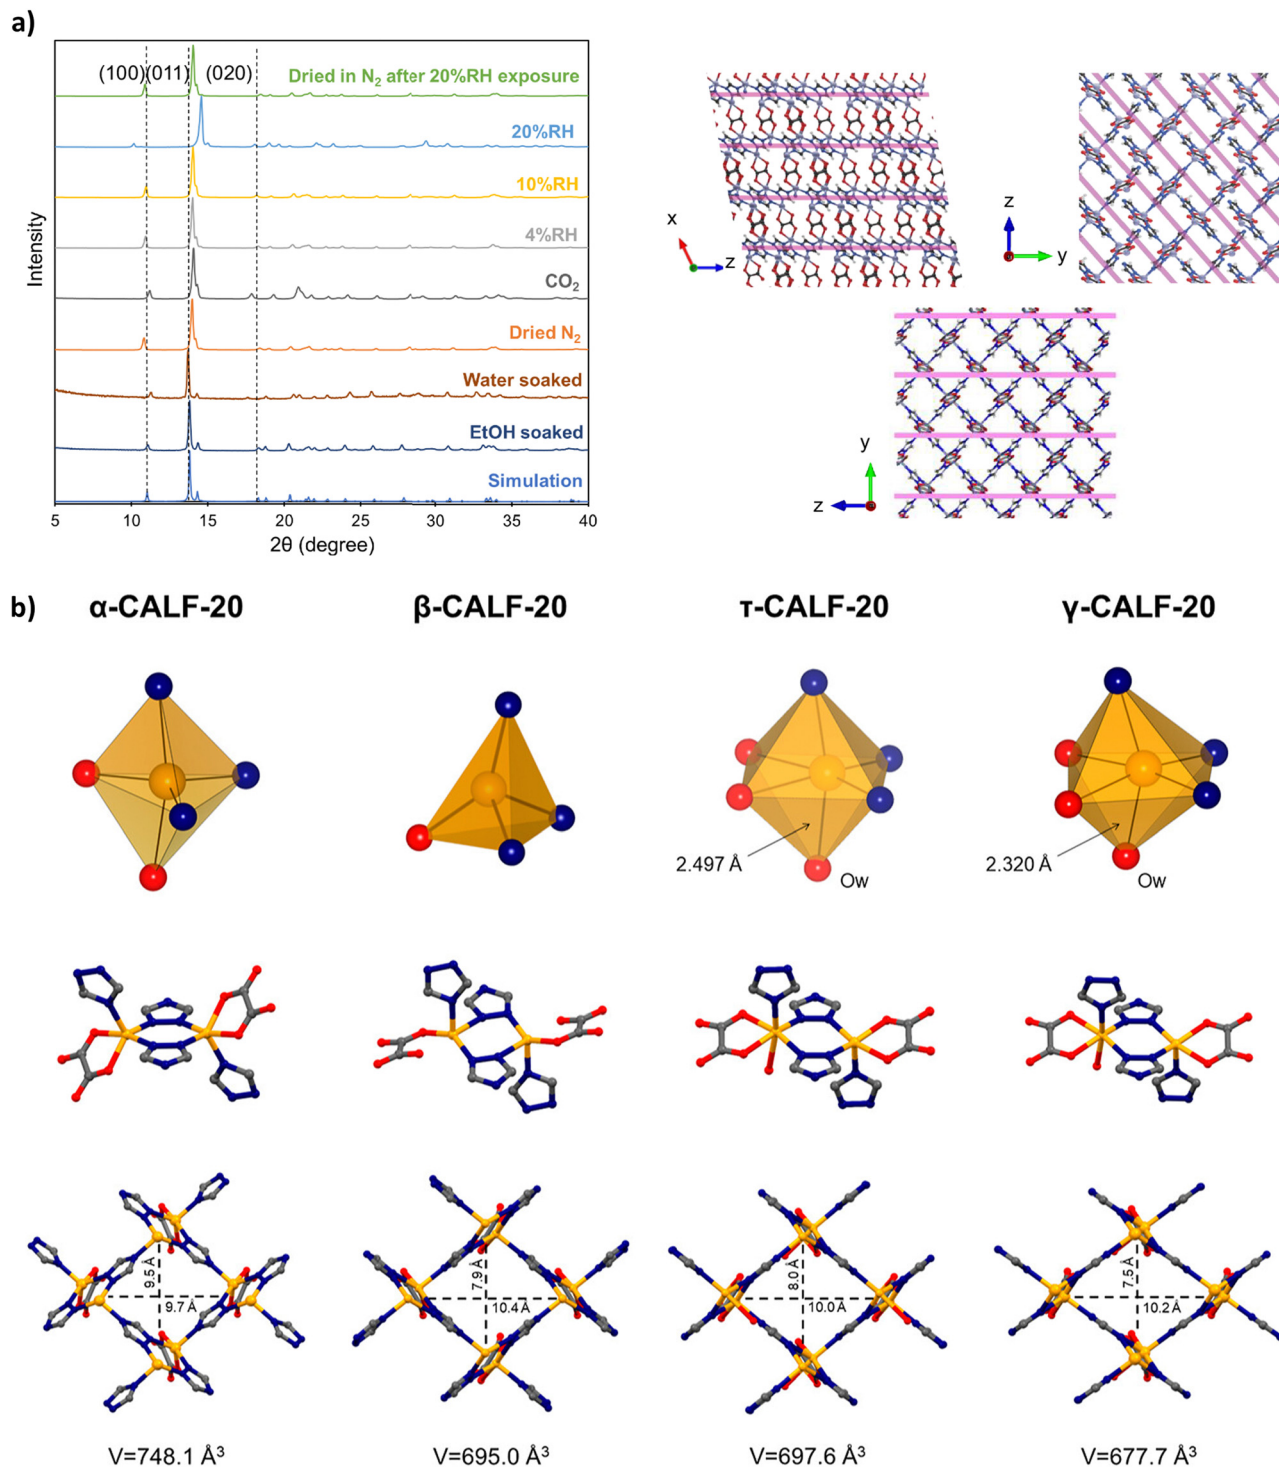 a)
(100)(011) (020)
Dried in N₂ after 20%RH exposure
20%RH
10%RH
4%RH
CO₂
Dried N₂
Water soaked
EtOH soaked
Simulation
Intensity
5 10 15 20 25 30 35 40
2θ (degree)
x
z
z
y
y
z
b)
α-CALF-20 β-CALF-20 τ-CALF-20 γ-CALF-20
2.497 Å
Ow
2.320 Å
Ow
9.5 Å
9.7 Å
7.9 Å
10.4 Å
8.0 Å
10.0 Å
7.5 Å
10.2 Å
V=748.1 Å³ V=695.0 Å³ V=697.6 Å³ V=677.7 Å³